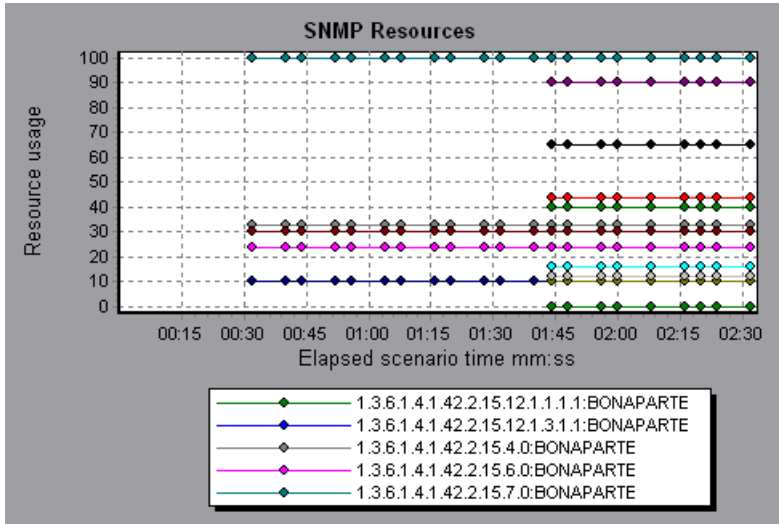 SNMP Resources
100
90
80
70
60
50
40
30
20
10
0
Resource usage
00:15 00:30 00:45 01:00 01:15 01:30 01:45 02:00 02:15 02:30
Elapsed scenario time mm:ss
1.3.6.1.4.1.42.2.15.12.1.1.1.1:BONAPARTE
1.3.6.1.4.1.42.2.15.12.1.3.1.1:BONAPARTE
1.3.6.1.4.1.42.2.15.4.0:BONAPARTE
1.3.6.1.4.1.42.2.15.6.0:BONAPARTE
1.3.6.1.4.1.42.2.15.7.0:BONAPARTE